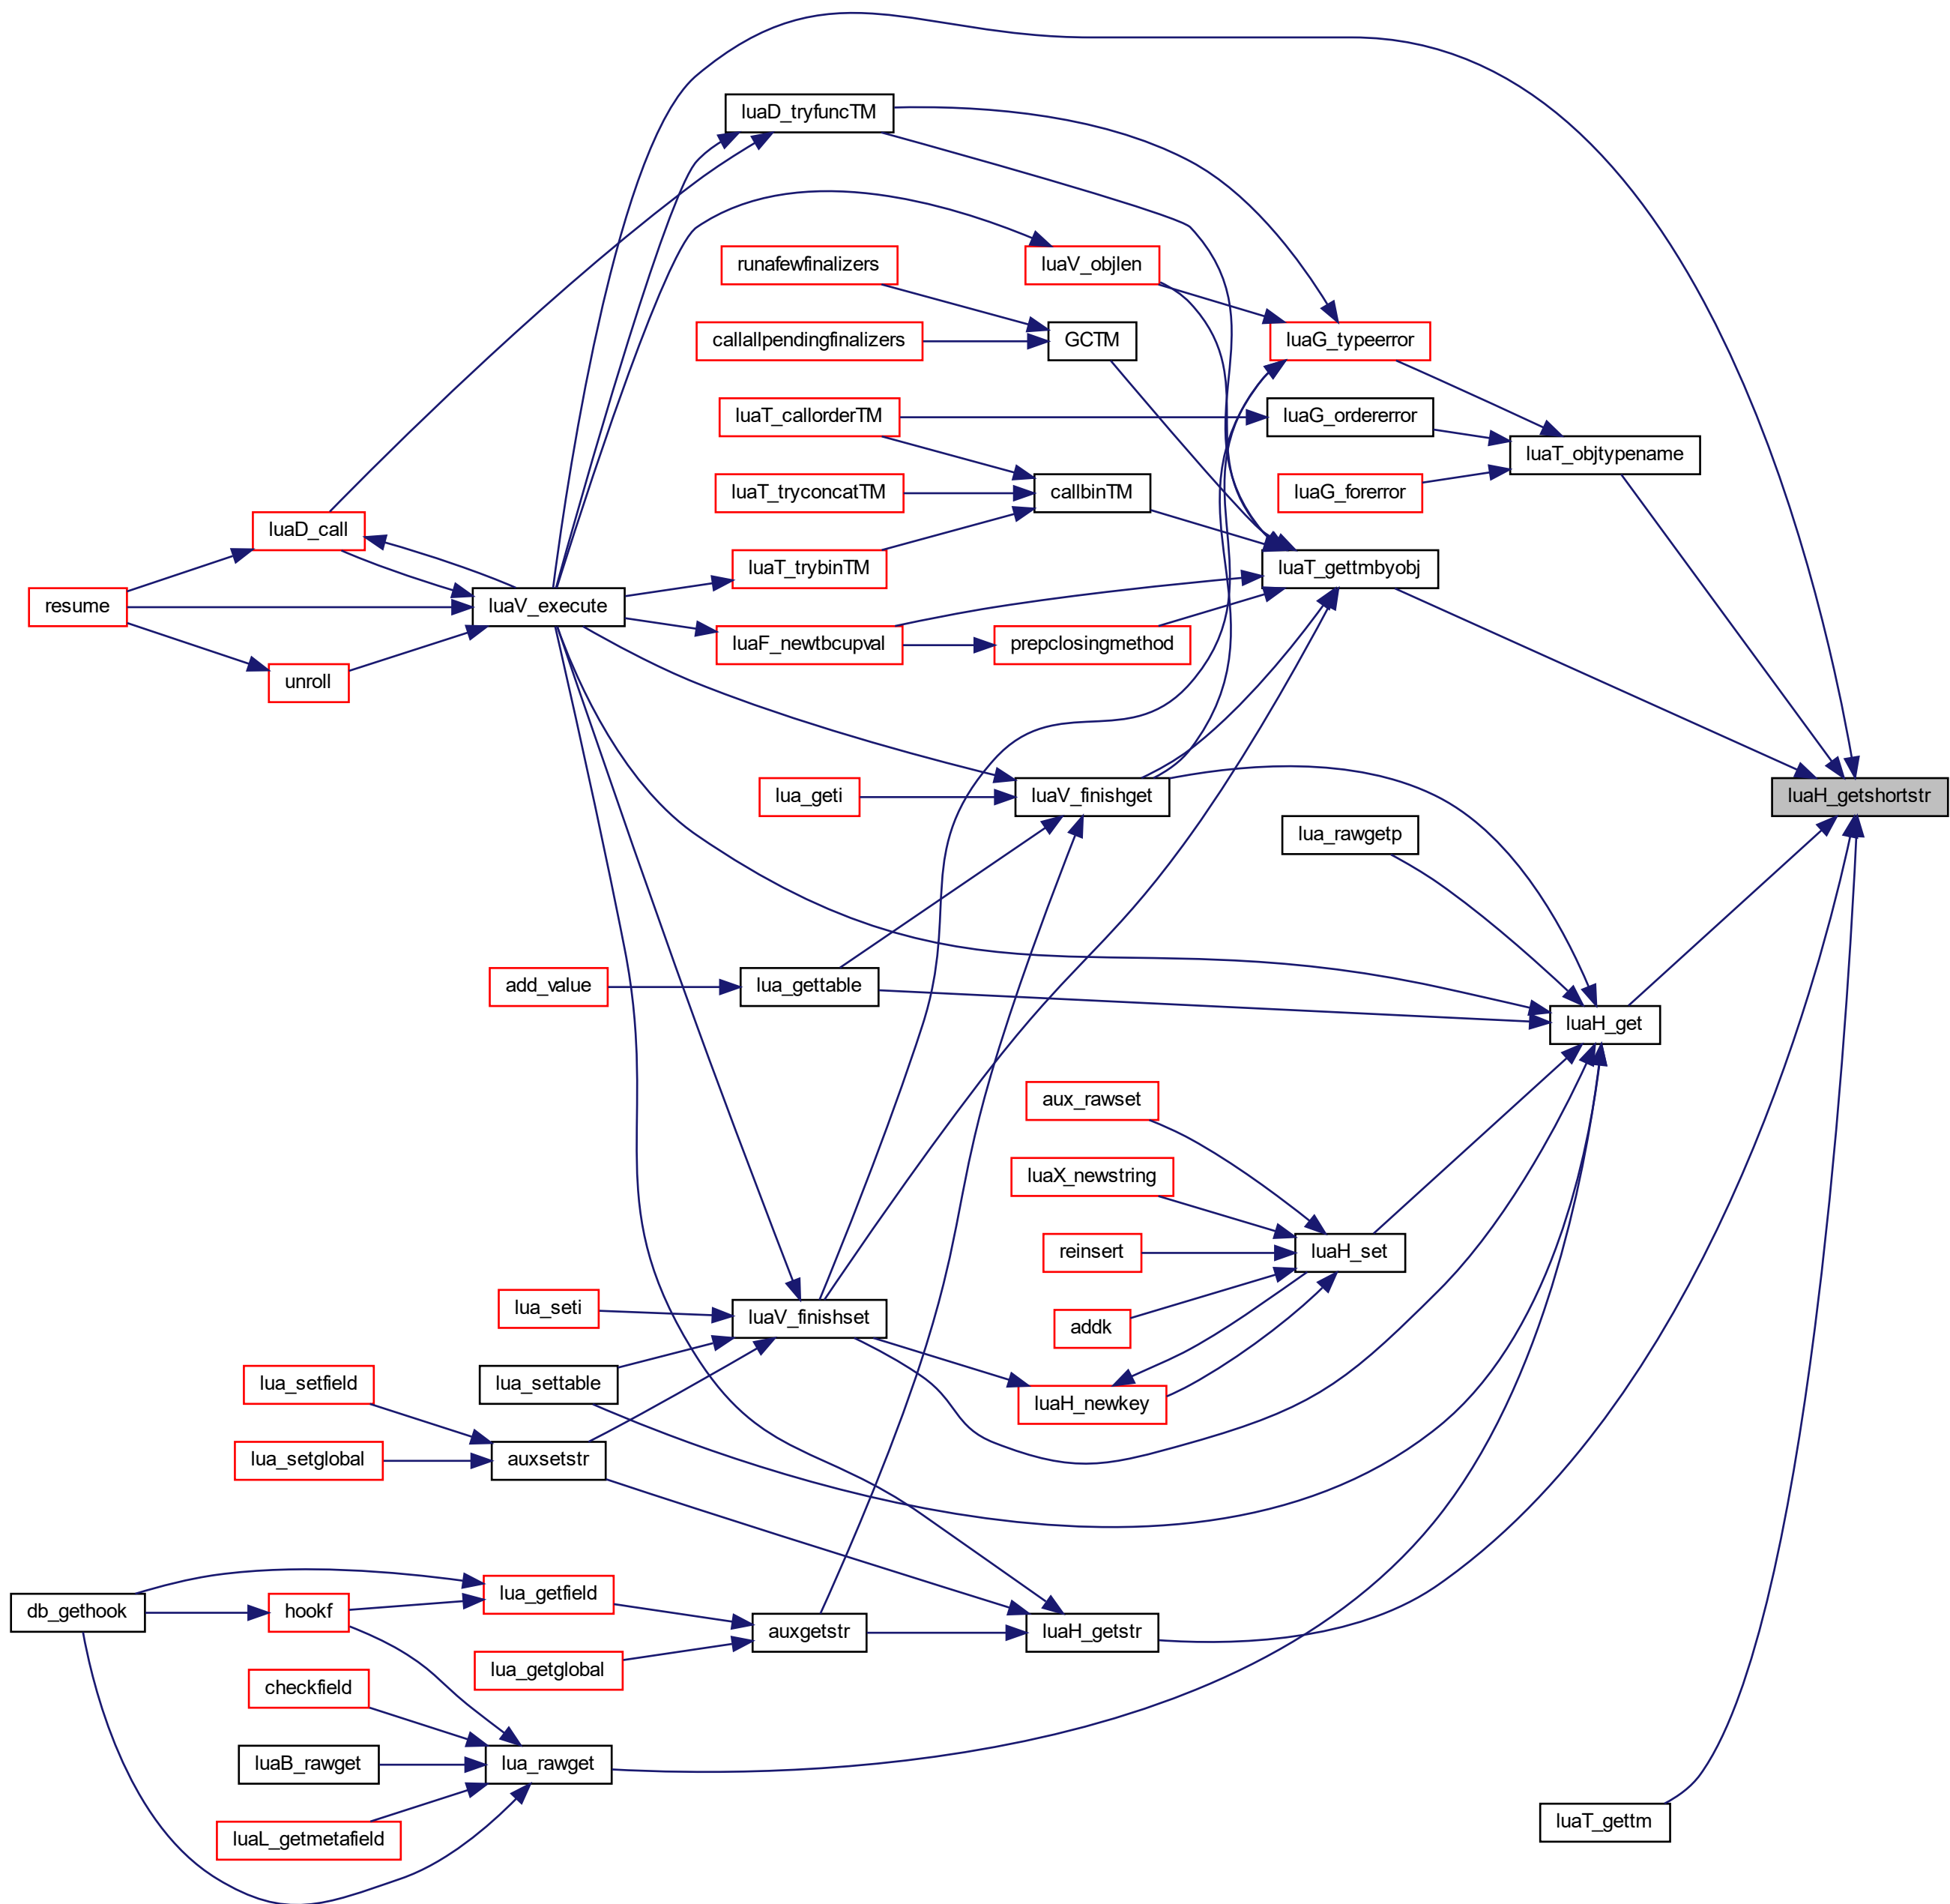 luaD_tryfuncTM
runafewfinalizers
luaV_objlen
callallpendingfinalizers
GCTM
luaG_typeerror
luaT_callorderTM
luaG_ordererror
luaT_objtypename
luaT_tryconcatTM
callbinTM
luaG_forerror
luaD_call
luaT_trybinTM
luaT_gettmbyobj
resume
luaV_execute
luaF_newtbcupval
prepclosingmethod
unroll
lua_geti
luaV_finishget
luaH_getshortstr
lua_rawgetp
add_value
lua_gettable
luaH_get
aux_rawset
luaX_newstring
reinsert
luaH_set
lua_seti
luaV_finishset
addk
lua_setfield
lua_settable
luaH_newkey
lua_setglobal
auxsetstr
db_gethook
hookf
lua_getfield
auxgetstr
luaH_getstr
lua_getglobal
checkfield
luaB_rawget
lua_rawget
luaL_getmetafield
luaT_gettm